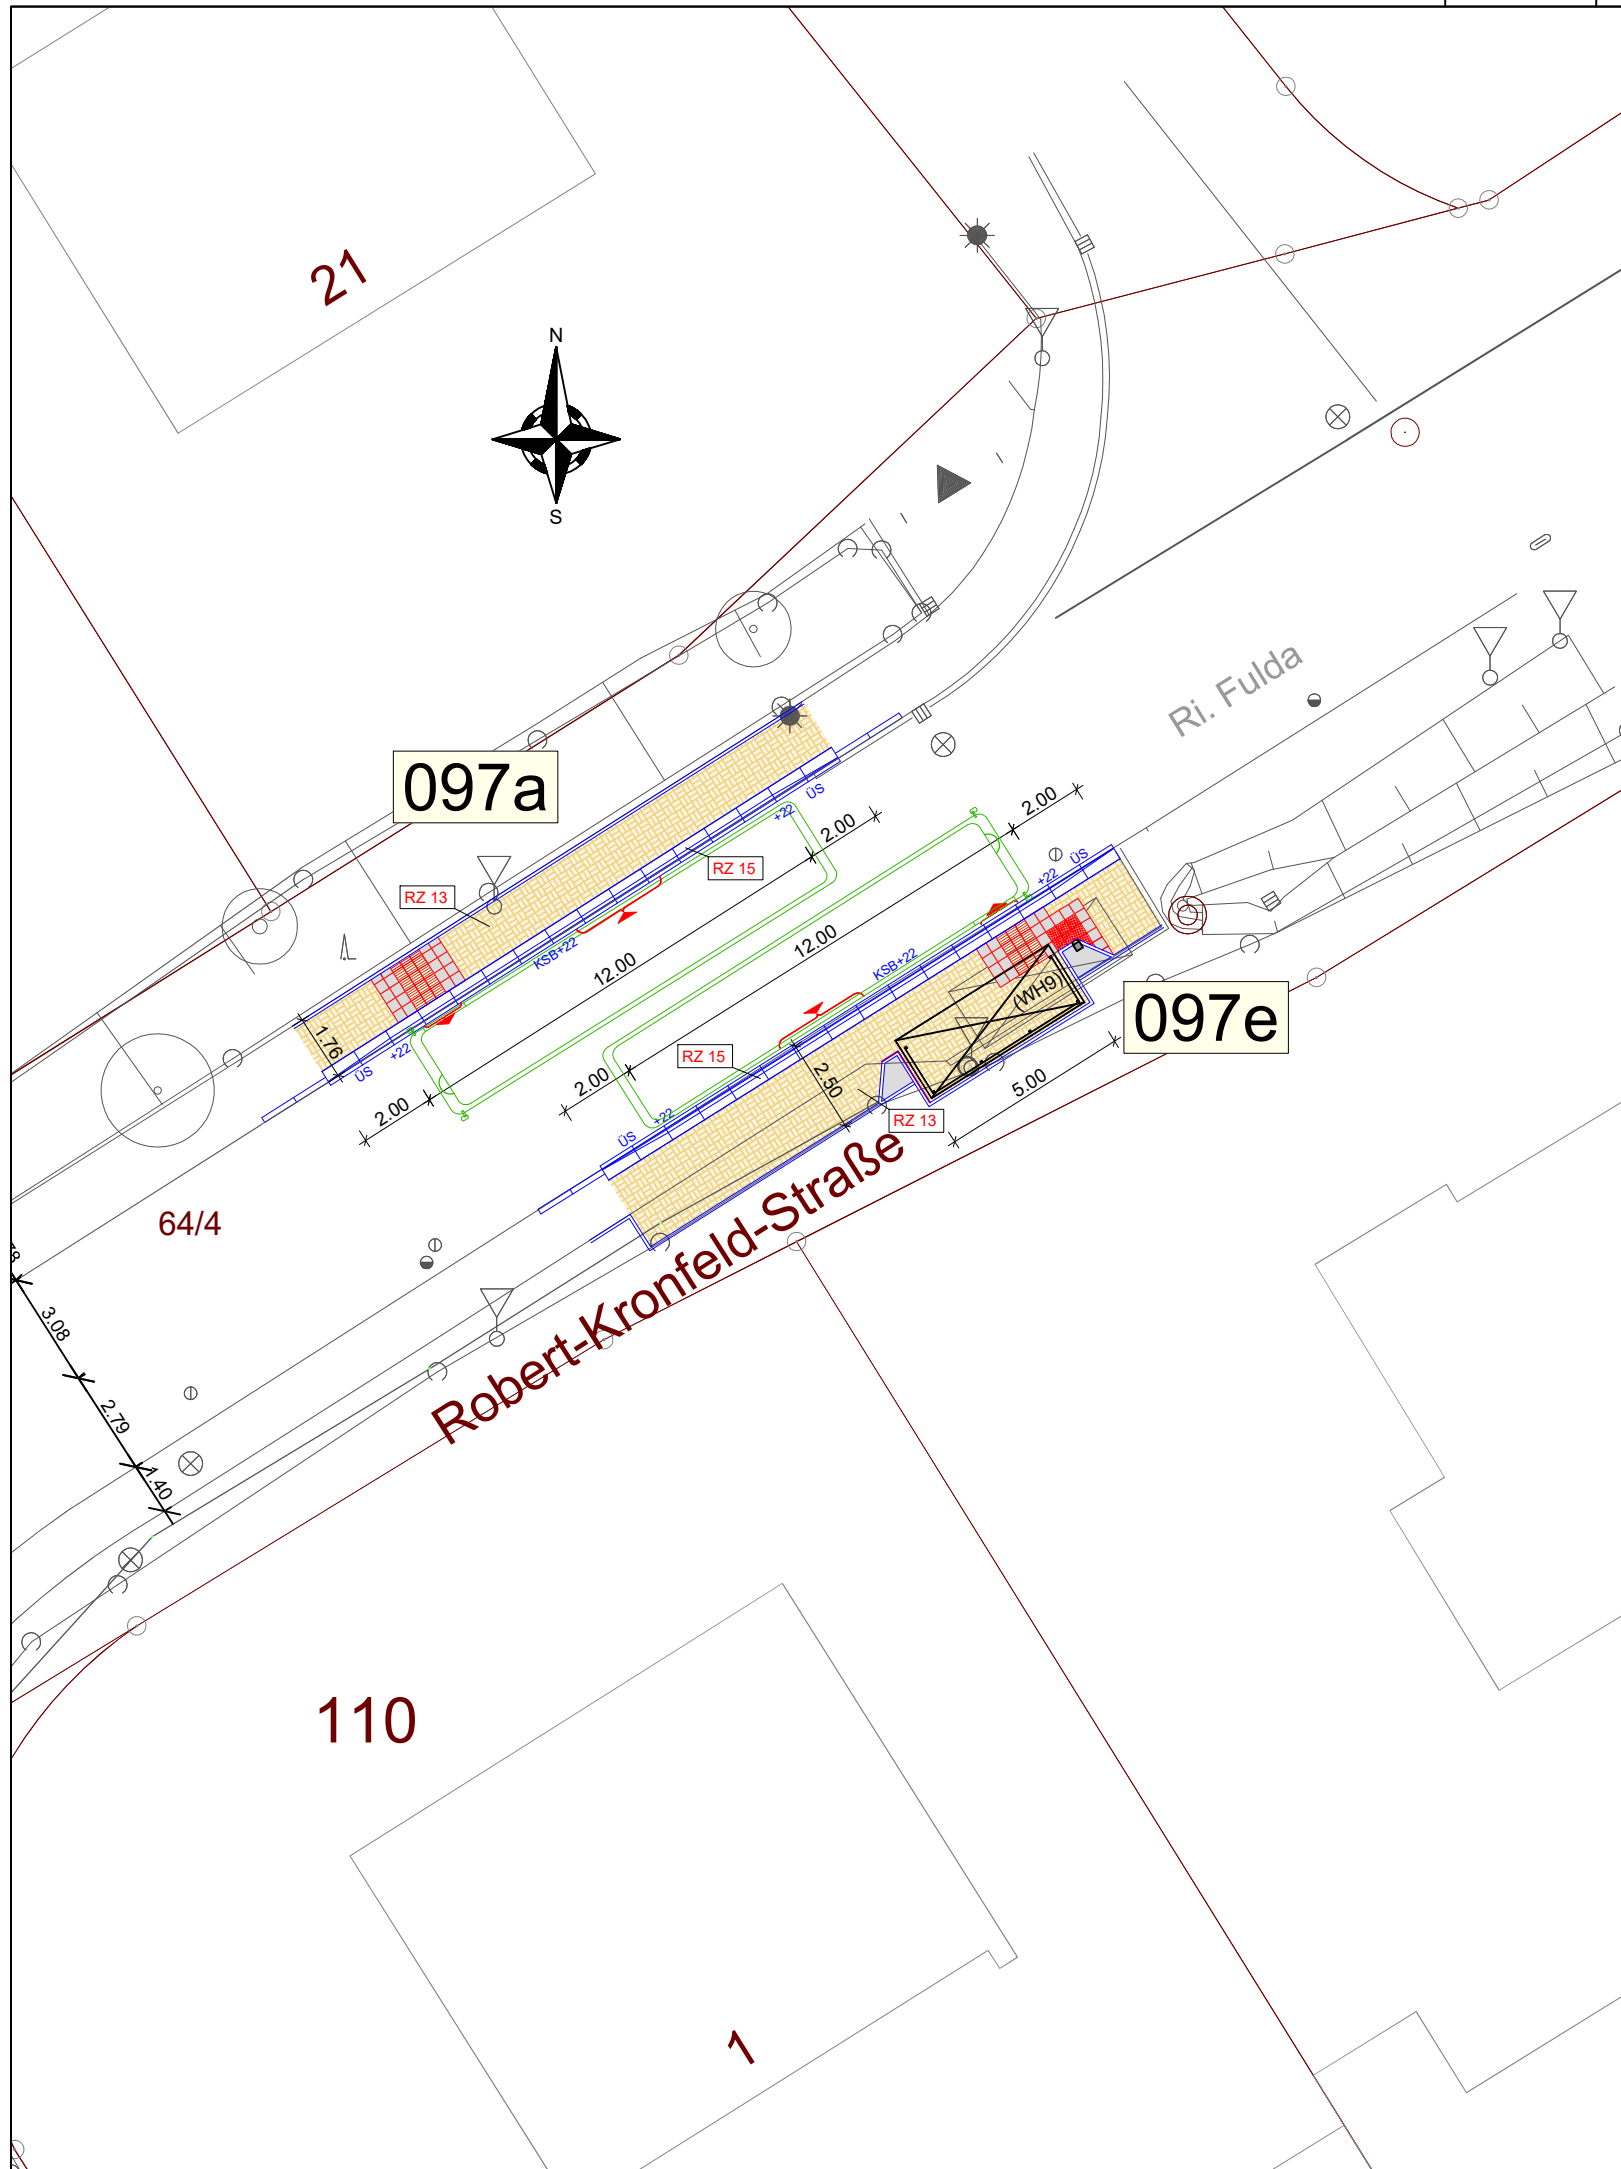 21
N
S
Ri. Fulda
097a
+22
ÜS
2.00
2.00
RZ 15
RZ 13
ÜS
+22
KSB+22
12.00
12.00
KSB+22
(WH9)
097e
1.76
+22
ÜS
RZ 15
2.50
2.00
2.00
5.00
RZ 13
+22
ÜS
Robert-Kronfeld-Straße
64/4
3.08
2.79
1.40
110
1